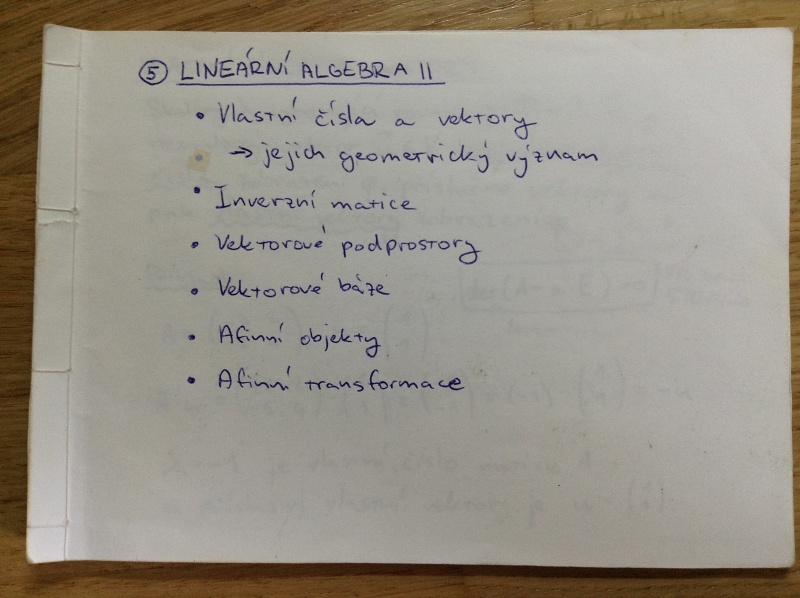 ⑤ LINEÁRNÍ ALGEBRA II
• Vlastní čísla a vektory
• → jejich geometrický význam
• Inverzní matice
• Vektorové podprostory
• Vektorové báze
• Afinní objekty
• Afinní transformace